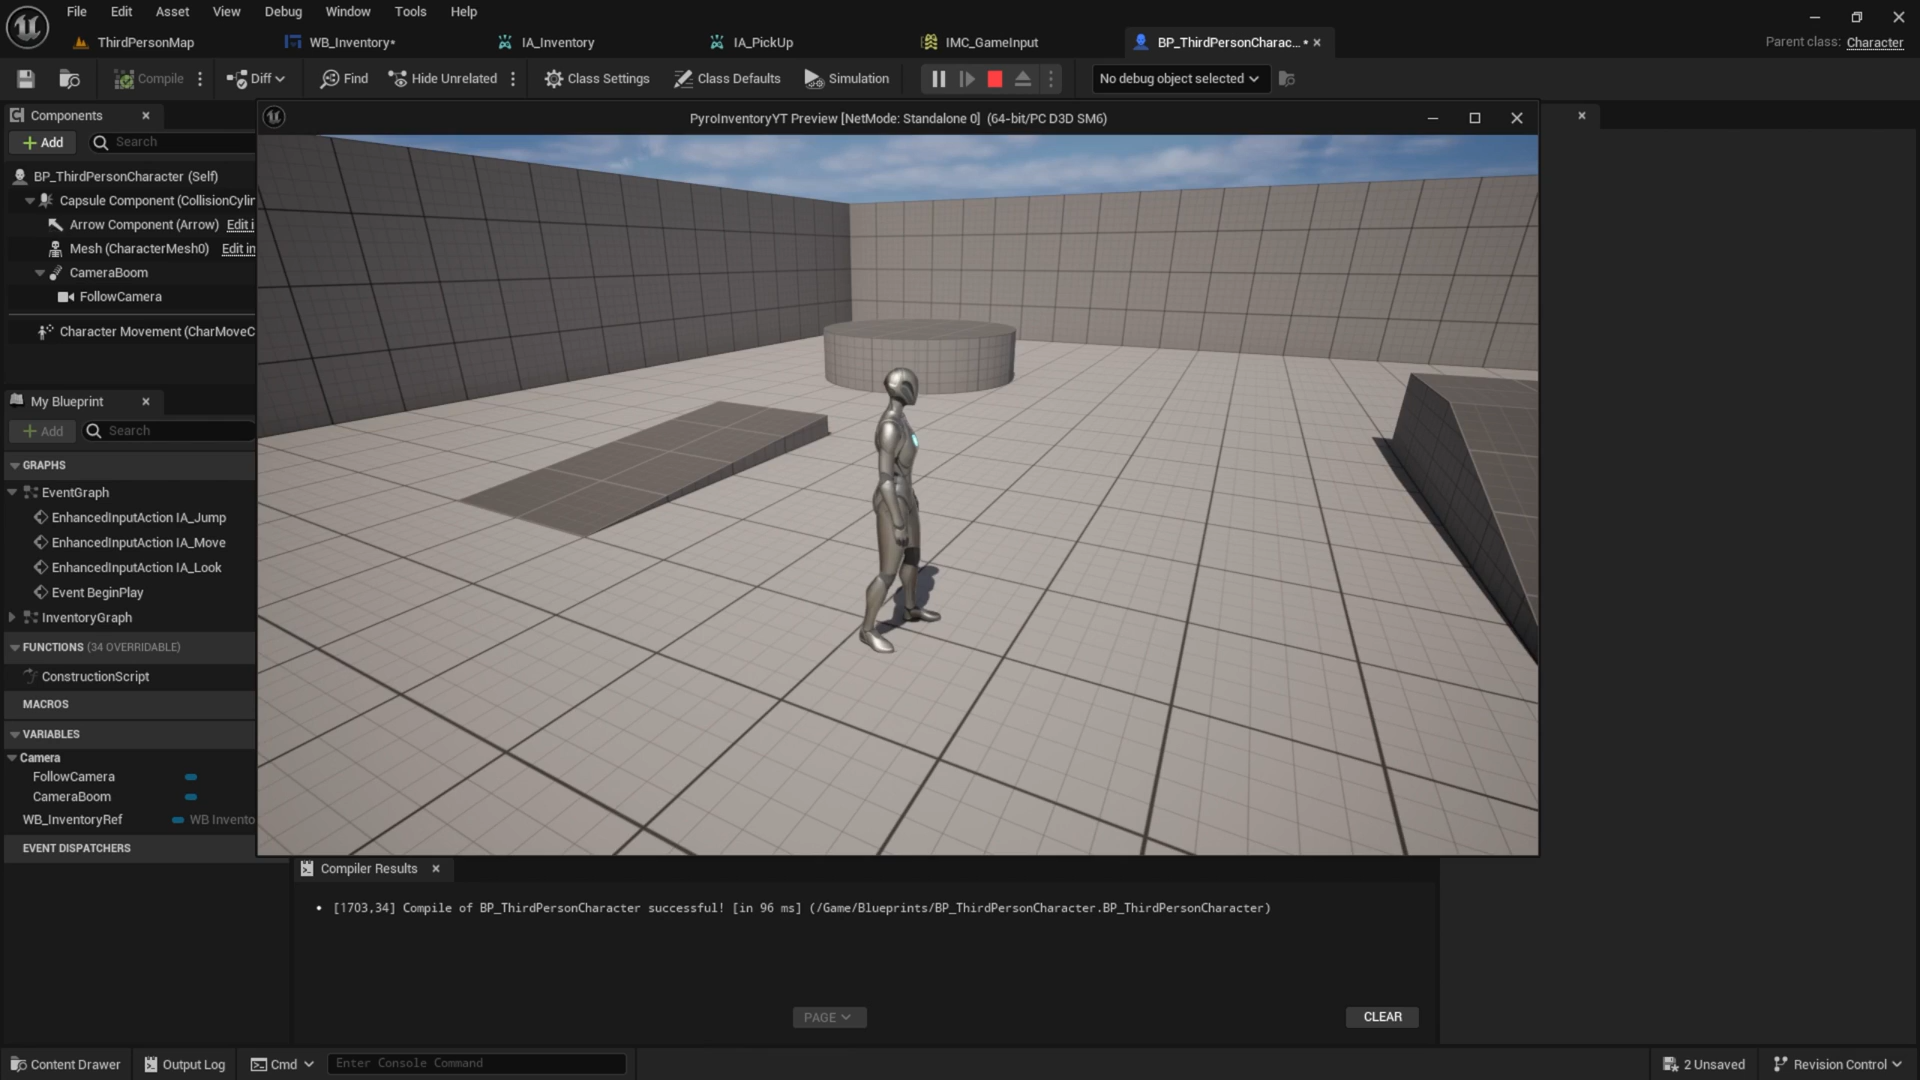 File Edit Asset View Debug Window Tools Help
ThirdPersonMap WB_Inventory* IA_Inventory IA_PickUp IMC_GameInput BP_ThirdPersonCharac...* Parent class: Character
Compile Diff Find Hide Unrelated Class Settings Class Defaults Simulation No debug object selected
Components
PyroInventoryYT Preview [NetMode: Standalone 0] (64-bit/PC D3D SM6)
+ Add Search
BP_ThirdPersonCharacter (Self)
Capsule Component (CollisionCylin
Arrow Component (Arrow) Edit i
Mesh (CharacterMesh0) Edit in
CameraBoom
FollowCamera
Character Movement (CharMoveC
My Blueprint
+ Add Search
GRAPHS
EventGraph
EnhancedInputAction IA_Jump
EnhancedInputAction IA_Move
EnhancedInputAction IA_Look
Event BeginPlay
InventoryGraph
FUNCTIONS (34 OVERRIDABLE)
ConstructionScript
MACROS
VARIABLES
Camera
FollowCamera
CameraBoom
WB_InventoryRef WB Invento
EVENT DISPATCHERS
Compiler Results
• [1703,34] Compile of BP_ThirdPersonCharacter successful! [in 96 ms] (/Game/Blueprints/BP_ThirdPersonCharacter.BP_ThirdPersonCharacter)
PAGE CLEAR
Content Drawer Output Log Cmd Enter Console Command 2 Unsaved Revision Control